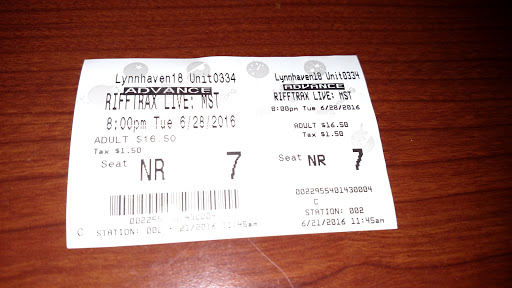 Lynnhaven18 Unit0334
ADVANCE
RIFFTRAX LIVE: MST
8:00pm Tue 6/28/2016
ADULT $16.50
Tax $1.50
Seat NR 7
C
STATION: 002 6/21/2016 11:45am
Lynnhaven18 Unit0334
ADVANCE
RIFFTRAX LIVE: MST
8:00pm Tue 6/28/2016
ADULT $16.50
Tax $1.50
Seat NR 7
0022955401430004
C
STATION: 002
6/21/2016 11:45am